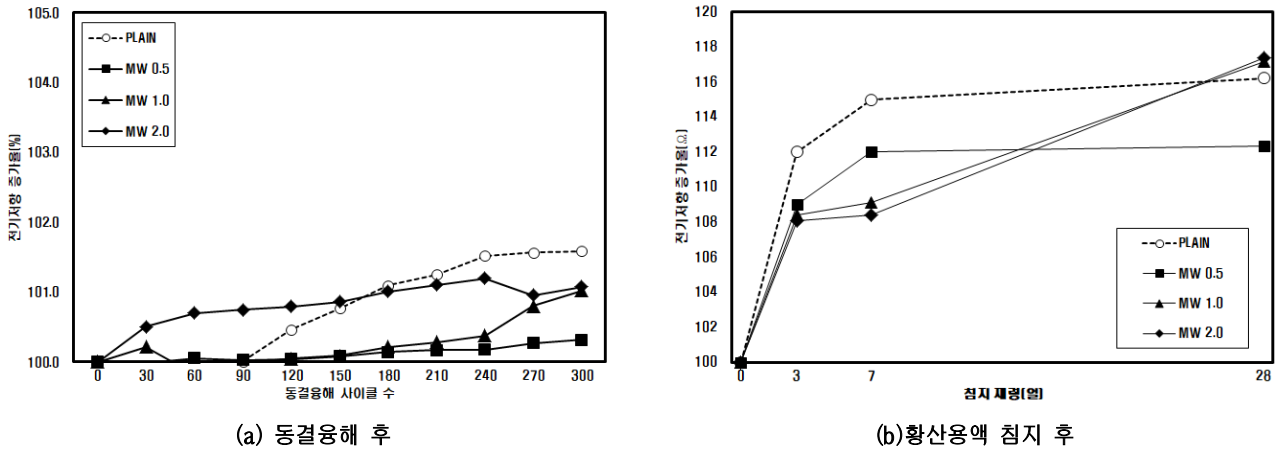 105.0
104.0
103.0
102.0
101.0
100.0
전기저항 증가율(%)
PLAIN
MW 0.5
MW 1.0
MW 2.0
0 30 60 90 120 150 180 210 240 270 300
동결융해 사이클 수
(a) 동결융해 후
120
118
116
114
112
110
108
106
104
102
100
전기저항 증가율(Ω)
PLAIN
MW 0.5
MW 1.0
MW 2.0
0 3 7 28
침지 재령(일)
(b)황산용액 침지 후